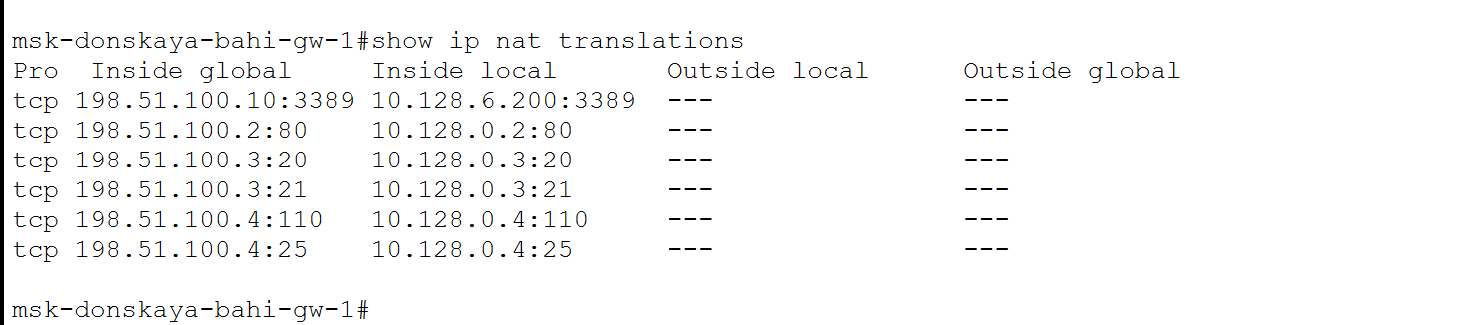 msk-donskaya-bahi-gw-1#show ip nat translations
Pro  Inside global     Inside local       Outside local      Outside global
tcp 198.51.100.10:3389 10.128.6.200:3389  ---                ---
tcp 198.51.100.2:80    10.128.0.2:80      ---                ---
tcp 198.51.100.3:20    10.128.0.3:20      ---                ---
tcp 198.51.100.3:21    10.128.0.3:21      ---                ---
tcp 198.51.100.4:110   10.128.0.4:110     ---                ---
tcp 198.51.100.4:25    10.128.0.4:25      ---                ---
msk-donskaya-bahi-gw-1#